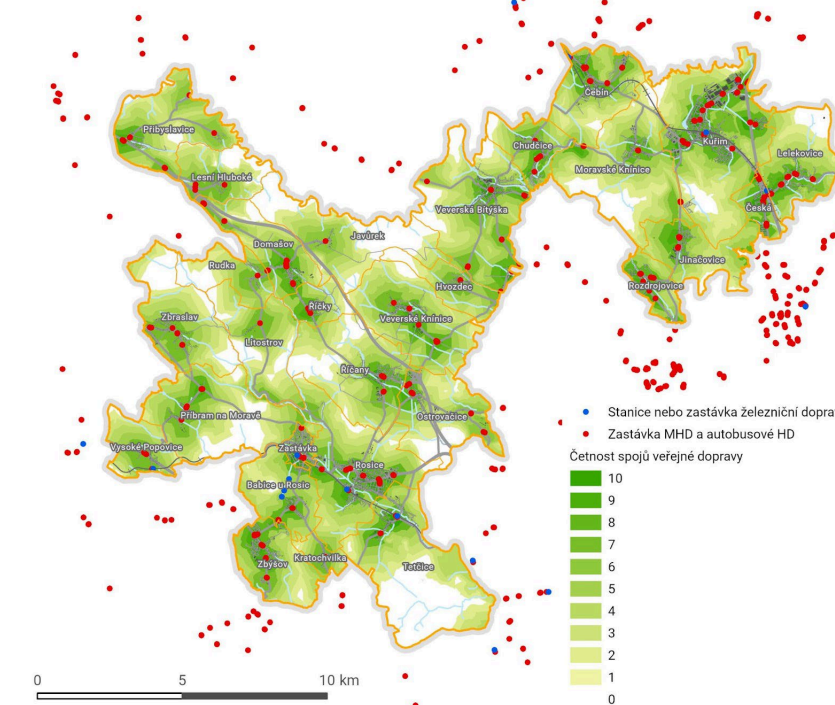 Čebín
Přibyslavice
Kuřim
Chudčice
Lelekovice
Moravské Knínice
Lesní Hluboké
Česká
Veverská Bítýška
Javůrek
Domašov
Jinačovice
Rudka
Hvozdec
Rozdrojovice
Říčky
Zbraslav
Veverské Knínice
Litostrov
Říčany
Příbram na Moravě
Ostrovačice
Vysoké Popovice
Zastávka
Rosice
Babice u Rosic
Kratochvilka
Zbýšov
Tetčice
Stanice nebo zastávka železniční doprav
Zastávka MHD a autobusové HD
Četnost spojů veřejné dopravy
10
9
8
7
6
5
4
3
2
1
0
0 5 10 km